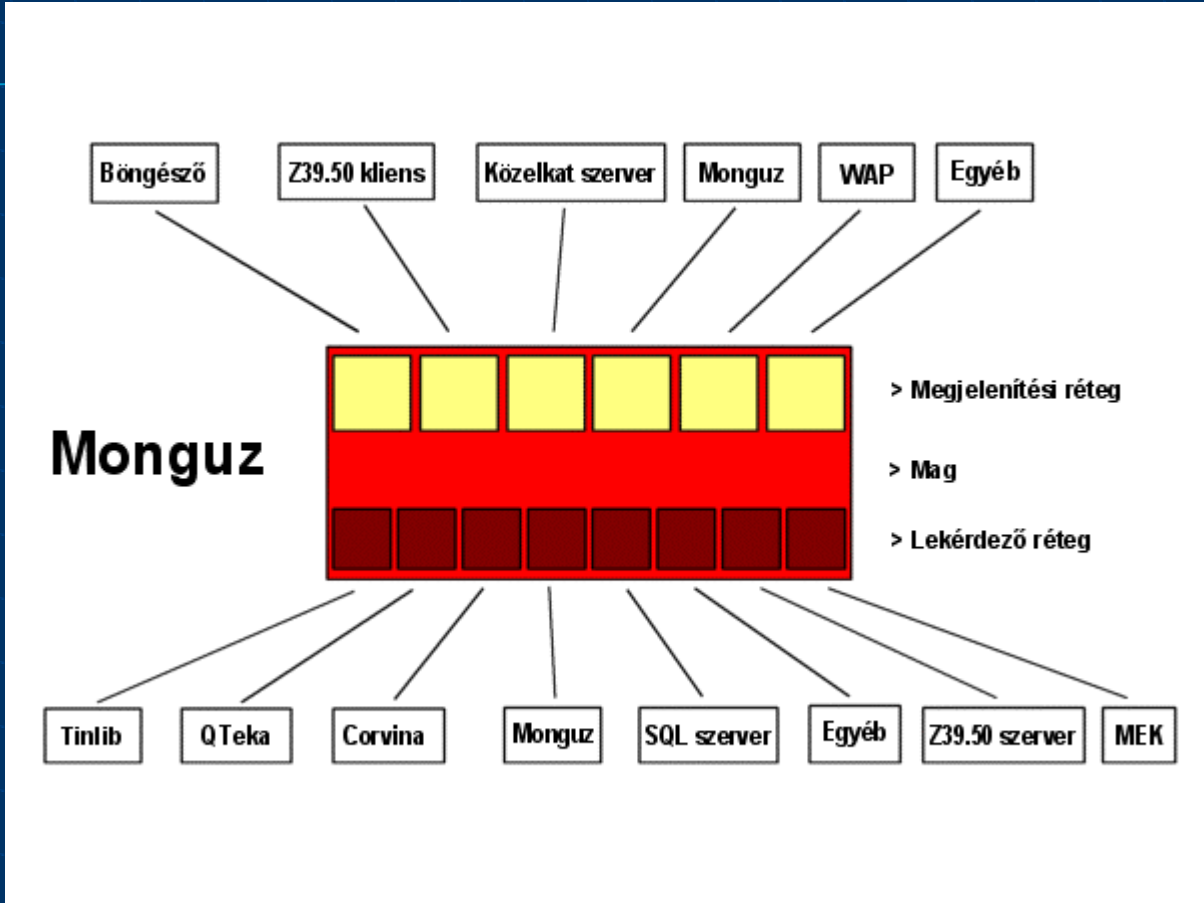 Böngésző
Z39.50 kliens
Közelkat szerver
Monguz
WAP
Egyéb
> Megjelenítési réteg
Monguz
> Mag
> Lekérdező réteg
Tinlib
QTeka
Corvina
Monguz
SQL szerver
Egyéb
Z39.50 szerver
MEK